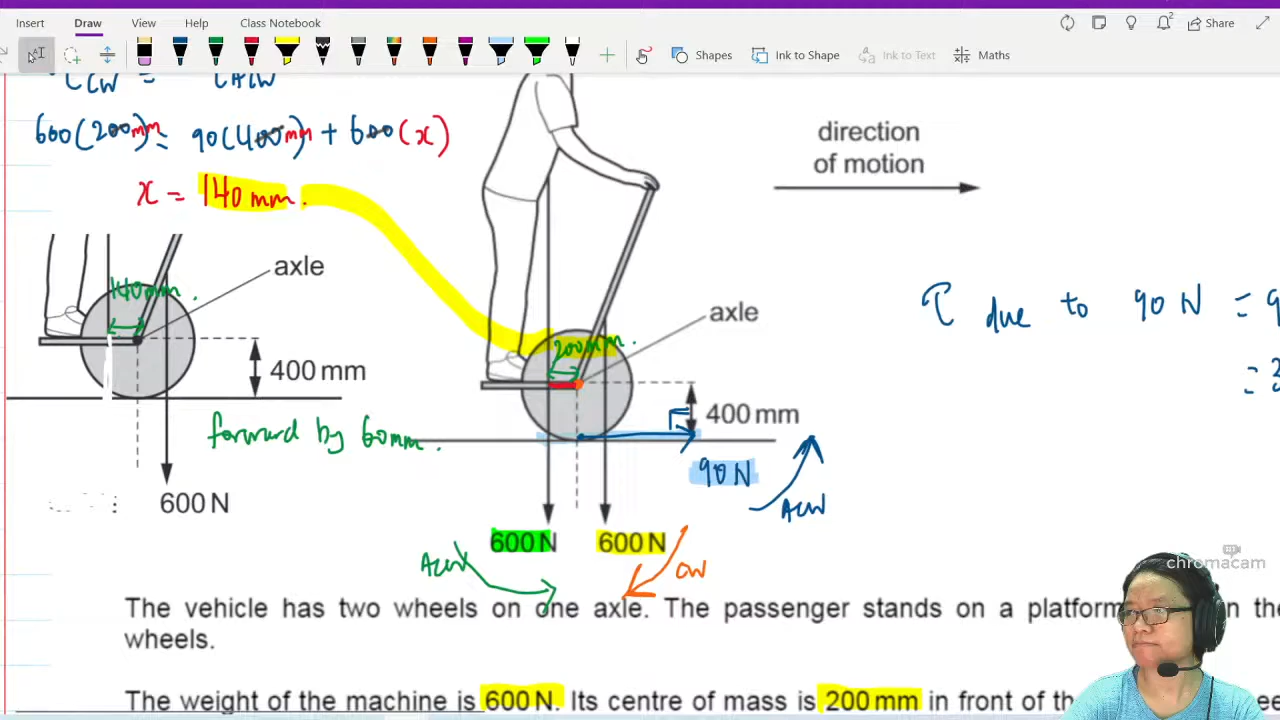 Insert Draw View Help Class Notebook Share
Shapes Ink to Shape Ink to Text Maths
τCW = τACW
600(200mm) = 90(400mm) + 600(x)
x = 140 mm.
direction
of motion
axle
140mm.
400 mm
forward by 60mm.
600 N
axle
200mm.
400 mm
90 N
ACW
600 N
600 N
ACW
CW
τ due to 90 N = 9
=
The vehicle has two wheels on one axle. The passenger stands on a platform
wheels.
The weight of the machine is 600 N. Its centre of mass is 200 mm in front of
chromacam